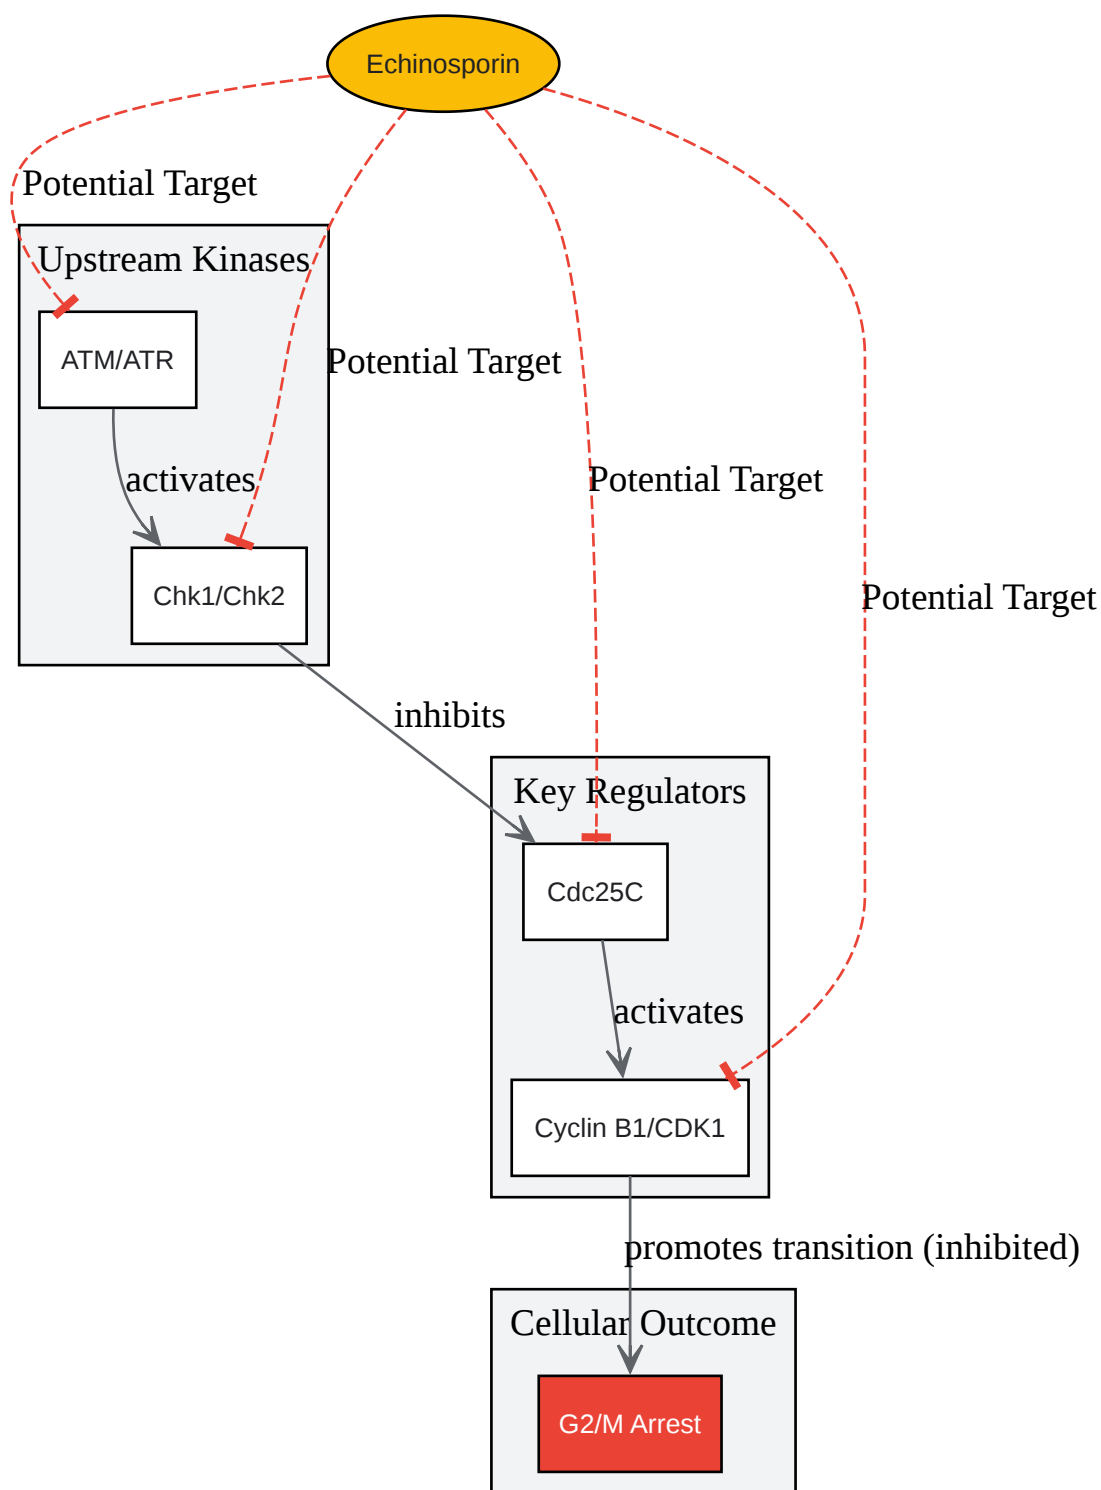 Echinosporin
Potential Target
Upstream Kinases
ATM/ATR
Potential Target
activates
Potential Target
Chk1/Chk2
Potential Target
inhibits
Key Regulators
Cdc25C
activates
Cyclin B1/CDK1
promotes transition (inhibited)
Cellular Outcome
G2/M Arrest